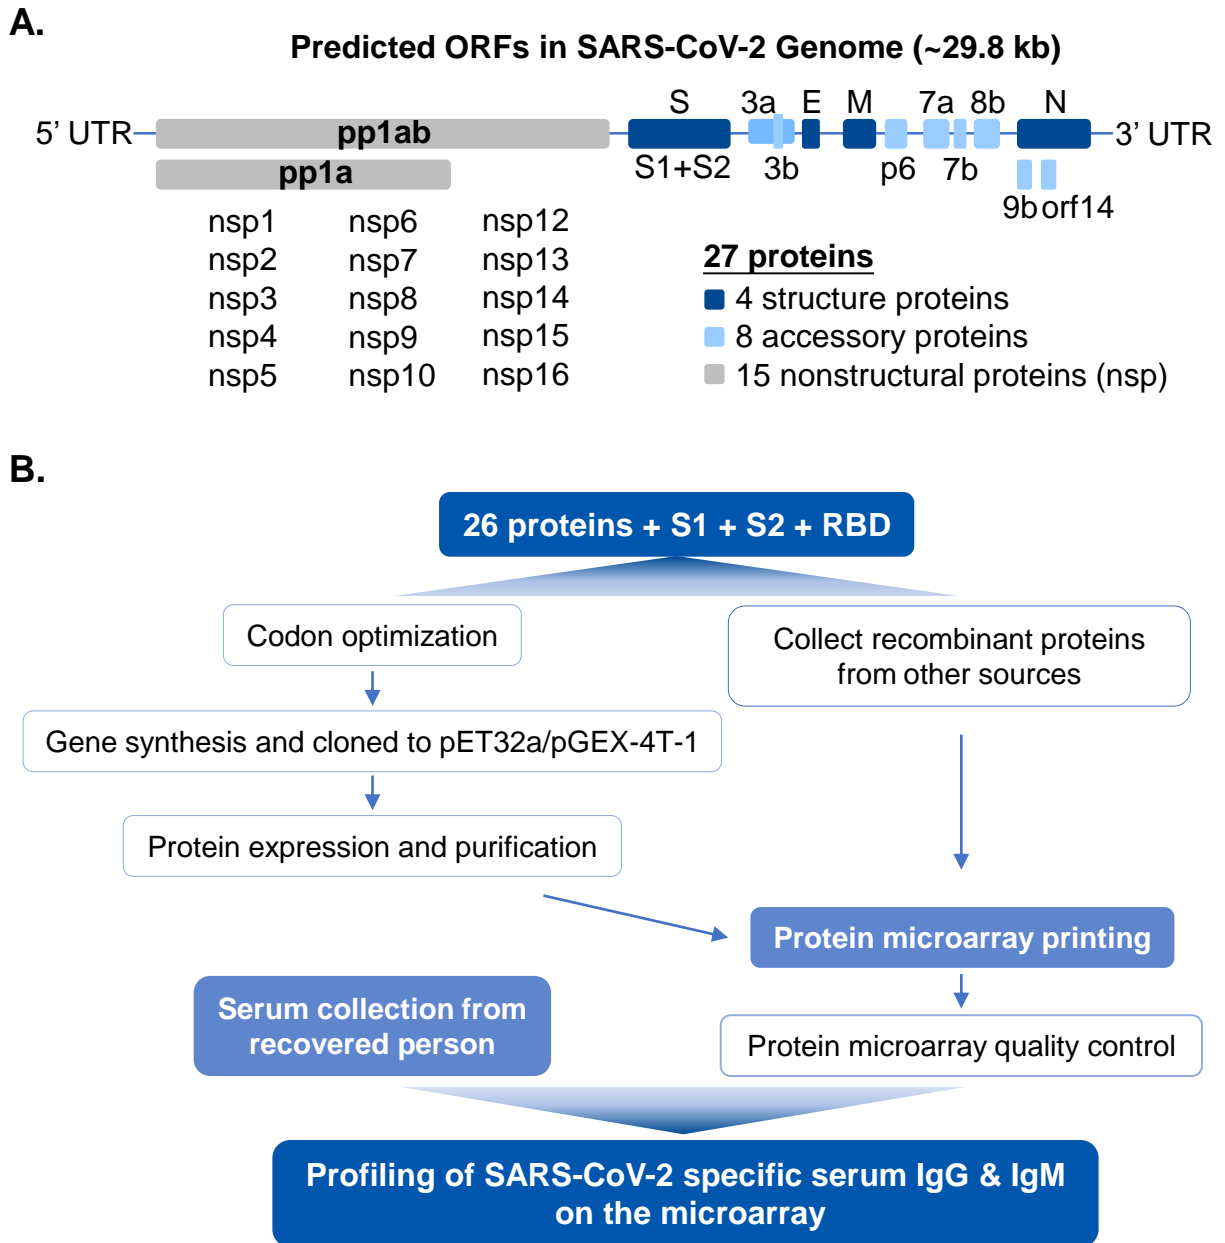 A.
Predicted ORFs in SARS-CoV-2 Genome (~29.8 kb)
S 3a E M 7a 8b N
5’ UTR pp1ab 3’ UTR
pp1a S1+S2 3b p6 7b
9b orf14
nsp1 nsp6 nsp12
nsp2 nsp7 nsp13
nsp3 nsp8 nsp14
nsp4 nsp9 nsp15
nsp5 nsp10 nsp16
27 proteins
4 structure proteins
8 accessory proteins
15 nonstructural proteins (nsp)
B.
26 proteins + S1 + S2 + RBD
Codon optimization
Gene synthesis and cloned to pET32a/pGEX-4T-1
Protein expression and purification
Collect recombinant proteins
from other sources
Protein microarray printing
Protein microarray quality control
Serum collection from
recovered person
Profiling of SARS-CoV-2 specific serum IgG & IgM
on the microarray